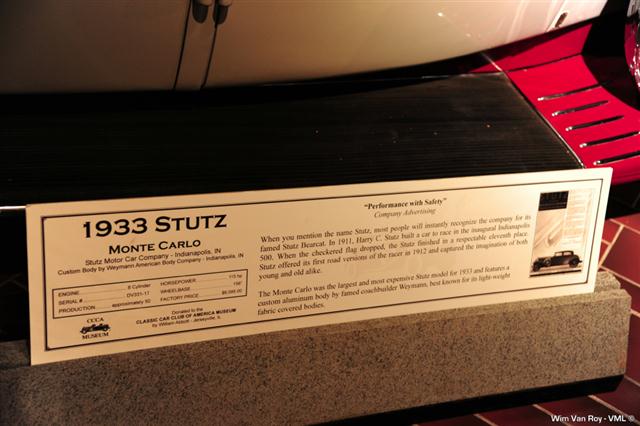 1933 STUTZ
MONTE CARLO
Stutz Motor Car Company - Indianapolis, IN
Custom Body by Weymann American Body Company - Indianapolis, IN
ENGINE 8 Cylinder HORSEPOWER
SERIAL # WHEELBASE
PRODUCTION approximately FACTORY PRICE
CCCA
MUSEUM
Donated to the
CLASSIC CAR CLUB OF AMERICA MUSEUM
by William Abbott - Jerseyville, IL
"Performance with Safety"
Company Advertising
When you mention the name Stutz, most people will instantly recognize the company for its
famed Stutz Bearcat. In 1911, Harry C. Stutz built a car to race in the inaugural Indianapolis
500. When the checkered flag dropped, the Stutz finished in a respectable eleventh place.
Stutz offered its first road versions of the racer in 1912 and captured the imagination of both
young and old alike.
The Monte Carlo was the largest and most expensive Stutz model for 1933 and features a
custom aluminum body by famed coachbuilder Weymann, best known for its light-weight
fabric covered bodies.
Wim Van Roy - VML ©